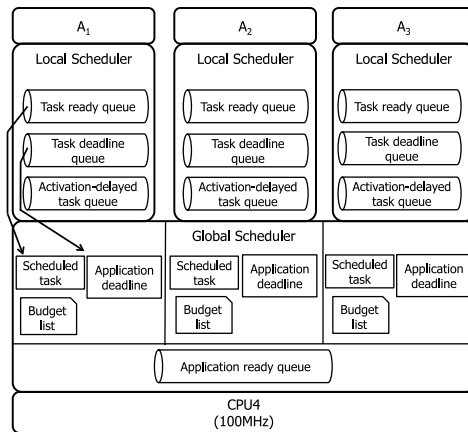 A1
A2
A3
Local Scheduler
Local Scheduler
Local Scheduler
Task ready queue
Task ready queue
Task ready queue
Task deadline
queue
Task deadline
queue
Task deadline
queue
Activation-delayed
task queue
Activation-delayed
task queue
Activation-delayed
task queue
Global Scheduler
Scheduled
task
Application
deadline
Scheduled
task
Application
deadline
Scheduled
task
Application
deadline
Budget
list
Budget
list
Budget
list
Application ready queue
CPU4
(100MHz)